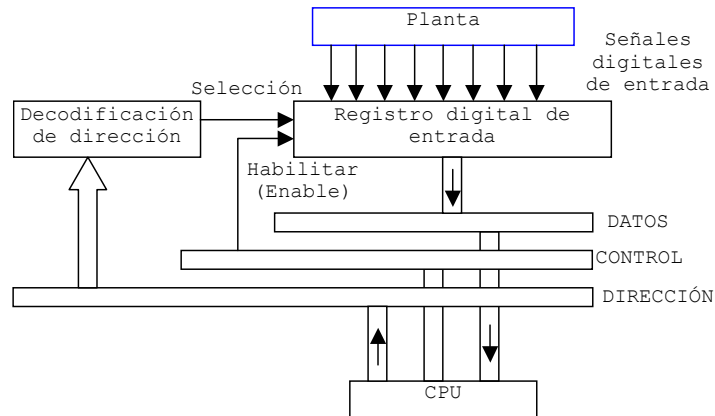 Planta
Señales
digitales
de entrada
Selección
Decodificación
de dirección
Registro digital de
entrada
Habilitar
(Enable)
DATOS
CONTROL
DIRECCIÓN
CPU